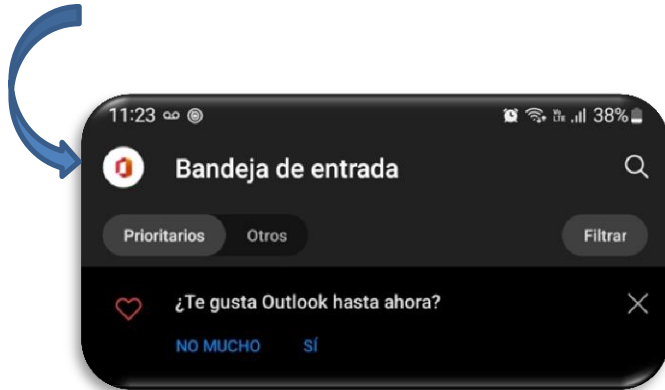 11:23 38%
Bandeja de entrada
Prioritarios Otros Filtrar
¿Te gusta Outlook hasta ahora?
NO MUCHO SÍ